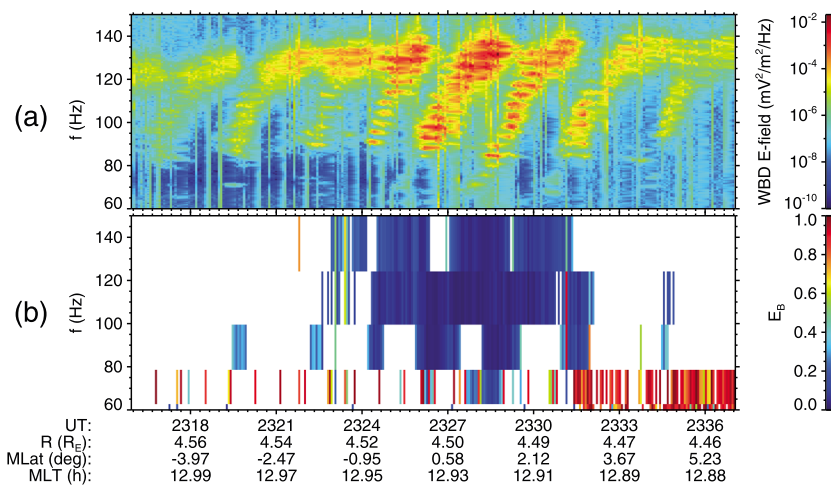 (a)
f (Hz)
140
120
100
80
60
WBD E-field (mV²/m²/Hz)
10⁻²
10⁻⁴
10⁻⁶
10⁻⁸
10⁻¹⁰
(b)
f (Hz)
140
120
100
80
60
E_B
1.0
0.8
0.6
0.4
0.2
0.0
UT: 2318 2321 2324 2327 2330 2333 2336
R (R_E): 4.56 4.54 4.52 4.50 4.49 4.47 4.46
MLat (deg): -3.97 -2.47 -0.95 0.58 2.12 3.67 5.23
MLT (h): 12.99 12.97 12.95 12.93 12.91 12.89 12.88